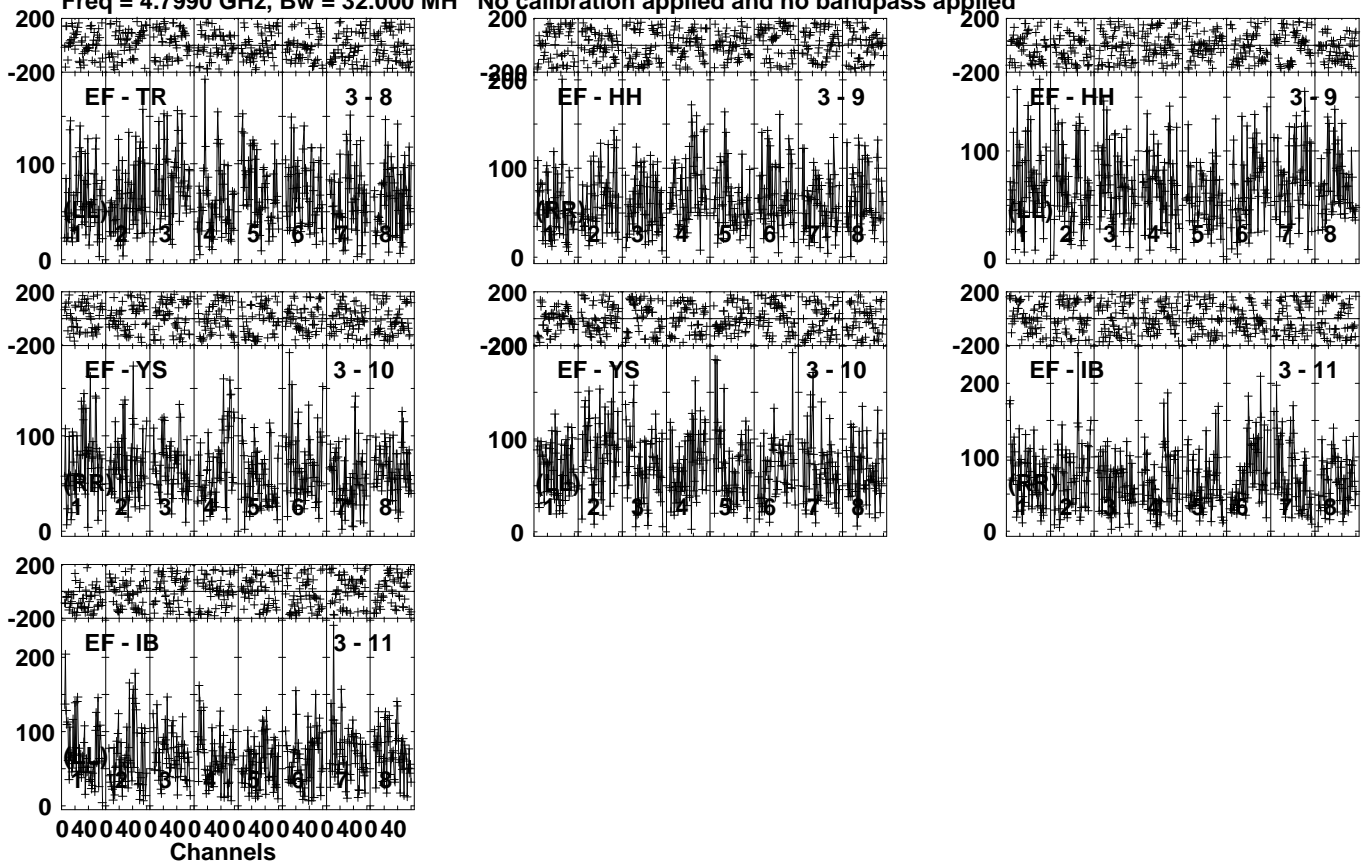 Freq = 4.7990 GHz, Bw = 32.000 MH No calibration applied and no bandpass applied
200
-200
EF - TR 3 - 8
100
(LL)
1 2 3 4 5 6 7 8
0
200
-200
200
EF - HH 3 - 9
100
(RR)
1 2 3 4 5 6 7 8
0
200
-200
EF - HH 3 - 9
100
(LL)
1 2 3 4 5 6 7 8
0
200
-200
EF - YS 3 - 10
100
(RR)
1 2 3 4 5 6 7 8
0
200
-200
200
EF - YS 3 - 10
100
(LL)
1 2 3 4 5 6 7 8
0
200
-200
EF - IB 3 - 11
200
100
(RR)
1 2 3 4 5 6 7 8
0
200
-200
EF - IB 3 - 11
200
100
(LL)
1 2 3 4 5 6 7 8
0
0 40 0 40 0 40 0 40 0 40 0 40 0 40 0 40
Channels